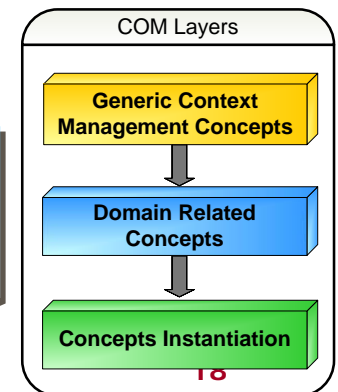 COM Layers
Generic Context
Management Concepts
Domain Related
Concepts
Concepts Instantiation
18